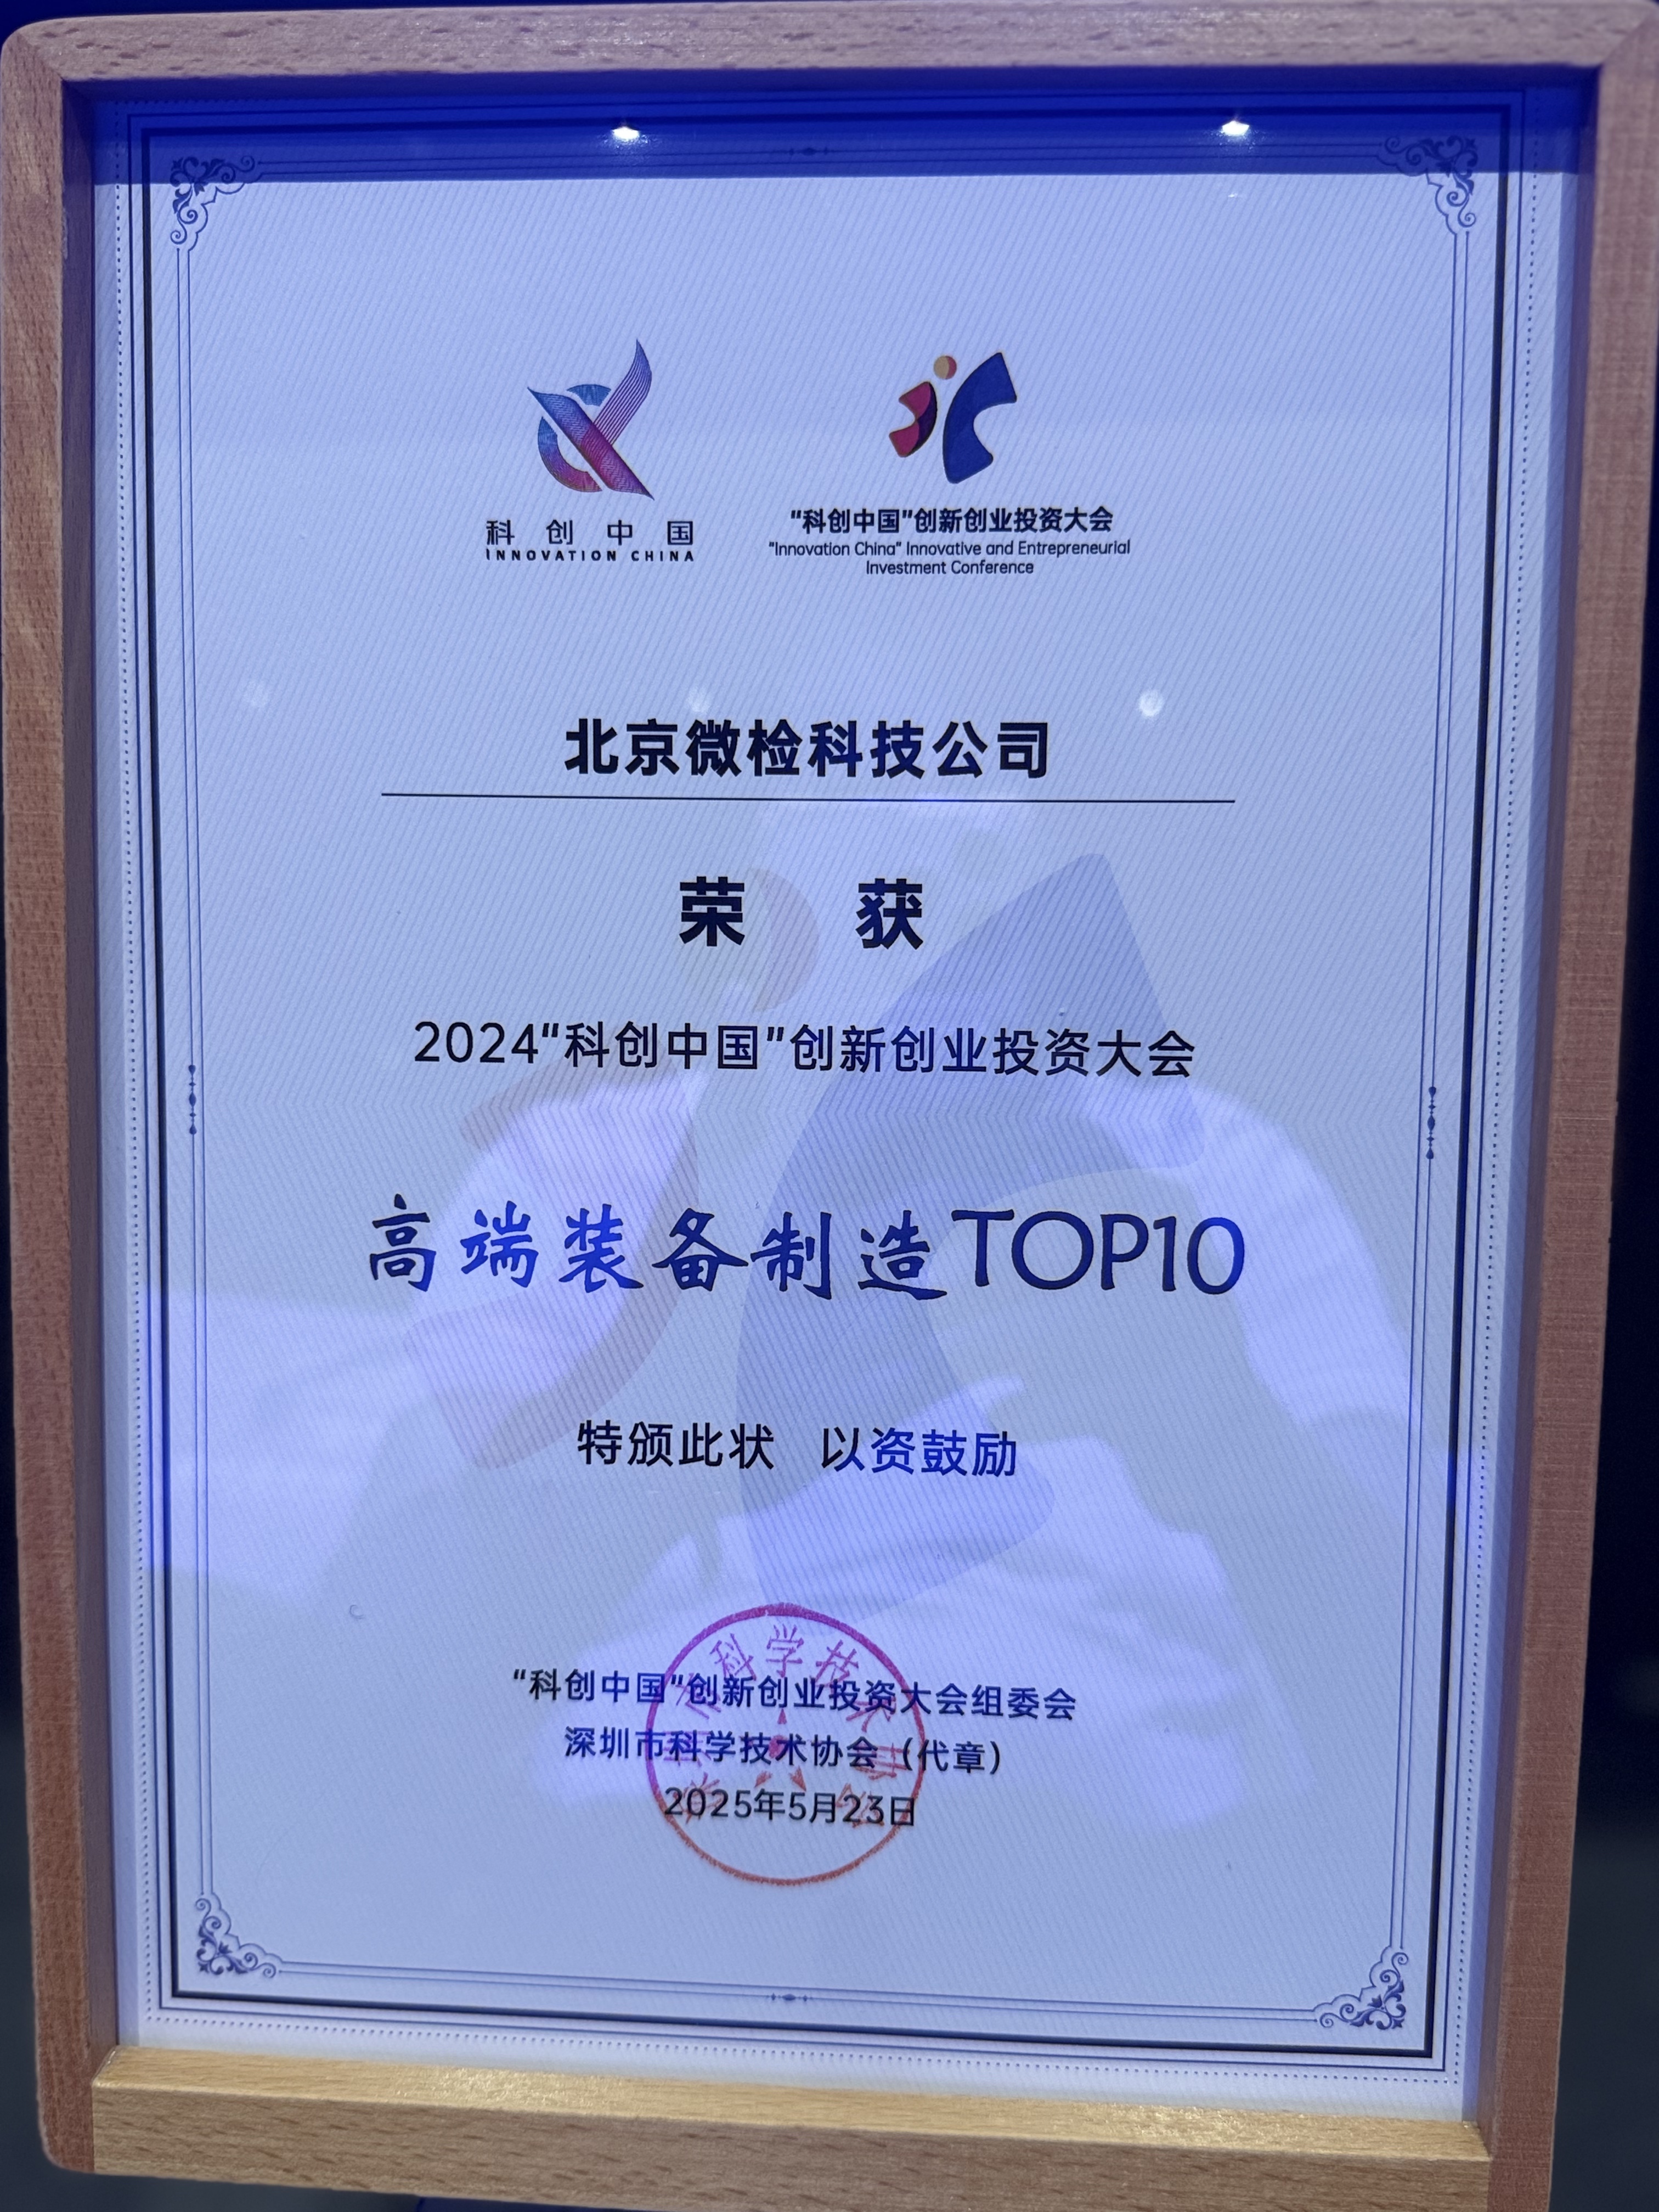 科创中国
INNOVATION CHINA
“科创中国”创新创业投资大会
"Innovation China" Innovative and Entrepreneurial
Investment Conference
北京微检科技公司
荣 获
2024“科创中国”创新创业投资大会
高端装备制造TOP10
特颁此状 以资鼓励
“科创中国”创新创业投资大会组委会
深圳市科学技术协会（代章）
2025年5月23日
科学技术